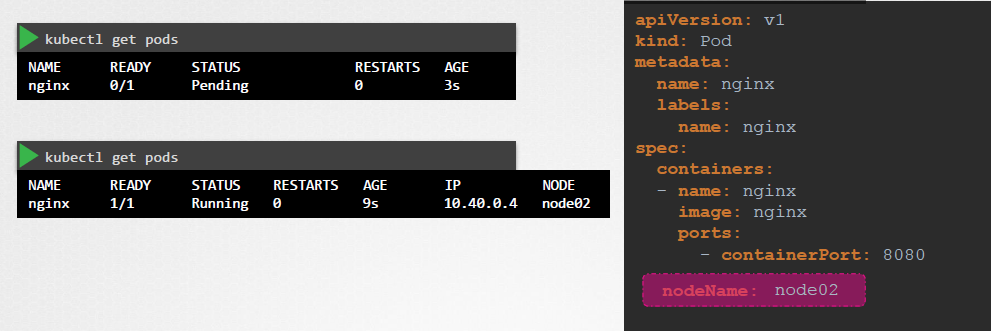 kubectl get pods
NAME READY STATUS RESTARTS AGE
nginx 0/1 Pending 0 3s
kubectl get pods
NAME READY STATUS RESTARTS AGE IP NODE
nginx 1/1 Running 0 9s 10.40.0.4 node02
apiVersion: v1
kind: Pod
metadata:
  name: nginx
  labels:
    name: nginx
spec:
  containers:
  - name: nginx
    image: nginx
    ports:
      - containerPort: 8080
  nodeName: node02